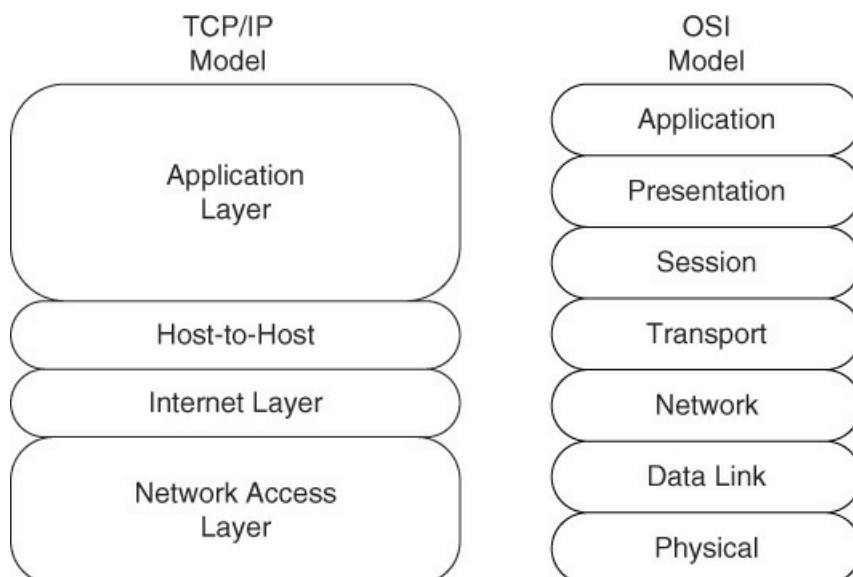 TCP/IP
Model
Application
Layer
Host-to-Host
Internet Layer
Network Access
Layer
OSI
Model
Application
Presentation
Session
Transport
Network
Data Link
Physical